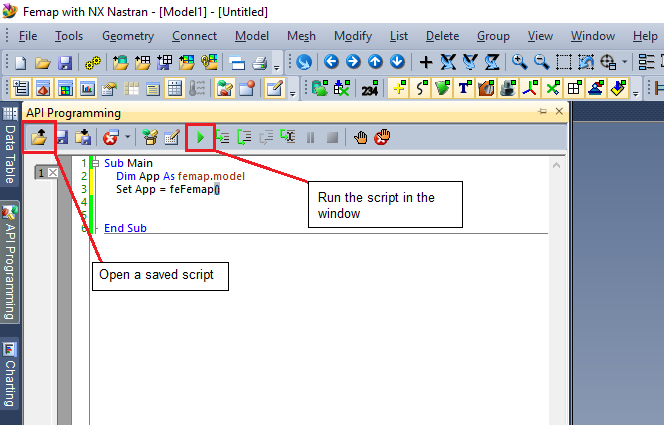 Femap with NX Nastran - [Model1] - [Untitled]
File Tools Geometry Connect Model Mesh Modify List Delete Group View Window Help
234
API Programming
Data Table
API Programming
Charting
1
1 Sub Main
2 Dim App As femap.model
3 Set App = feFemap()
4
5
6 End Sub
Run the script in the
window
Open a saved script